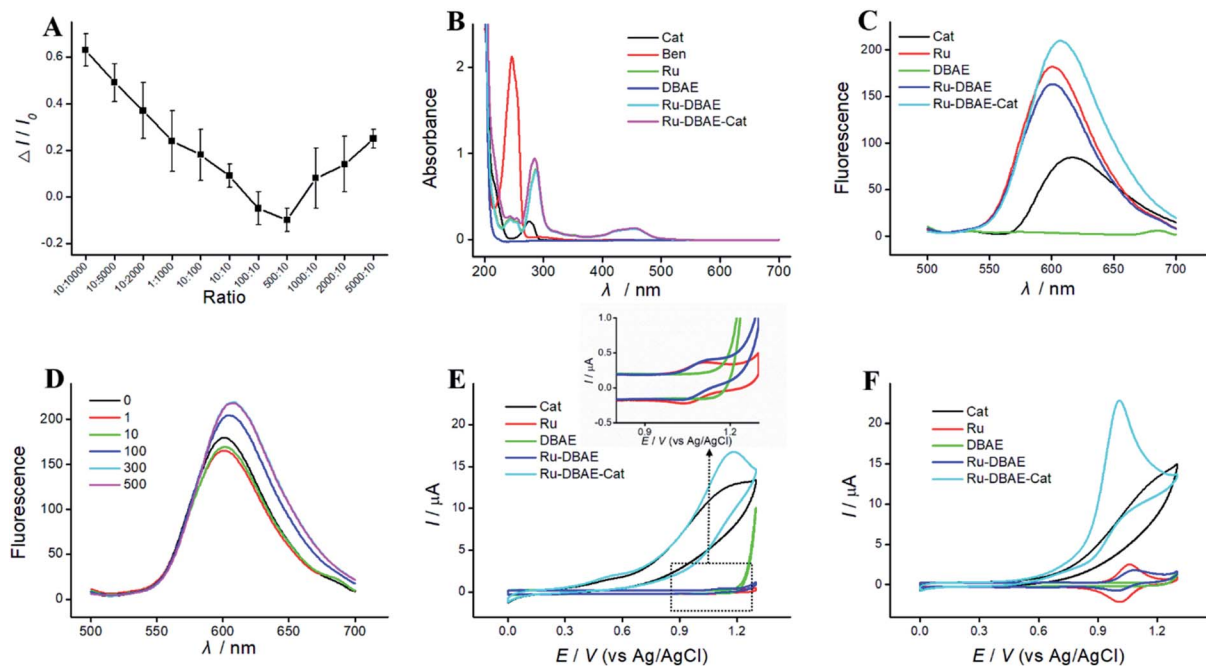 A
Δ I / I0
0.6
0.4
0.2
0.0
-0.2
10:10000
10:5000
10:2000
1:1000
10:100
10:10
100:10
500:10
1000:10
2000:10
5000:10
Ratio
B
Cat
Ben
Ru
DBAE
Ru-DBAE
Ru-DBAE-Cat
Absorbance
2
1
0
200 300 400 500 600 700
λ / nm
C
Cat
Ru
DBAE
Ru-DBAE
Ru-DBAE-Cat
Fluorescence
200
150
100
50
0
500 550 600 650 700
λ / nm
D
0
1
10
100
300
500
Fluorescence
200
150
100
50
0
500 550 600 650 700
λ / nm
E
I / μA
1.0
0.5
0.0
-0.5
0.9 1.2
E / V (vs Ag/AgCl)
Cat
Ru
DBAE
Ru-DBAE
Ru-DBAE-Cat
I / μA
25
20
15
10
5
0
0.0 0.3 0.6 0.9 1.2
E / V (vs Ag/AgCl)
F
Cat
Ru
DBAE
Ru-DBAE
Ru-DBAE-Cat
I / μA
25
20
15
10
5
0
0.0 0.3 0.6 0.9 1.2
E / V (vs Ag/AgCl)